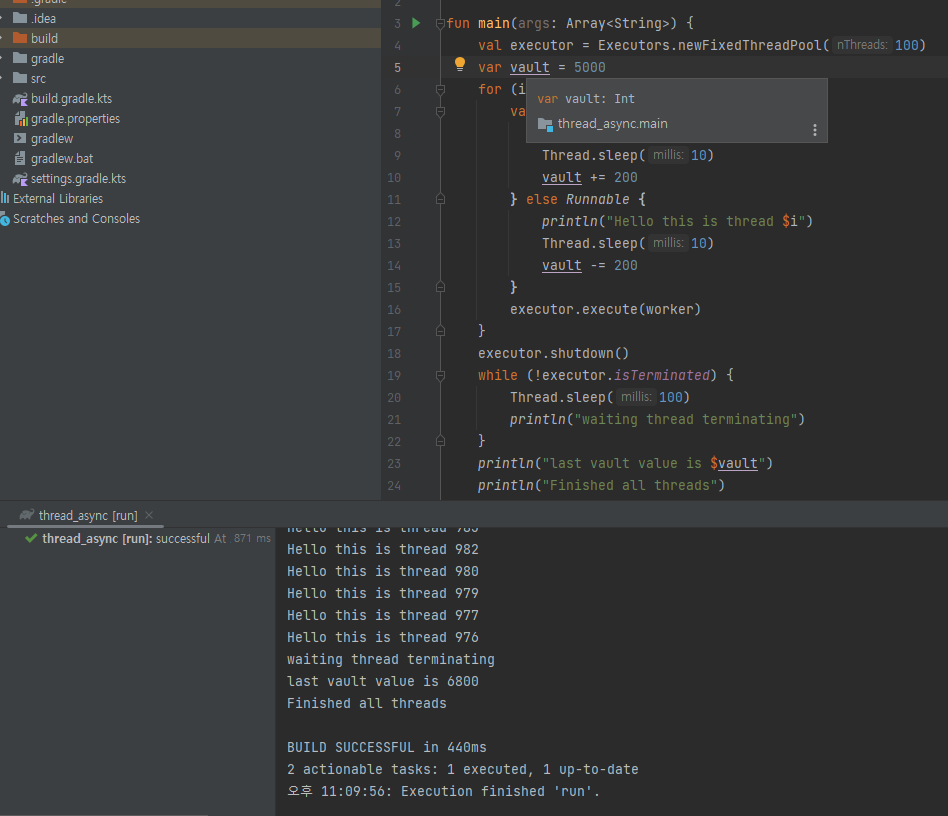 .gradle
.idea
build
gradle
src
build.gradle.kts
gradle.properties
gradlew
gradlew.bat
settings.gradle.kts
External Libraries
Scratches and Consoles
2
3 fun main(args: Array<String>) {
4 val executor = Executors.newFixedThreadPool( nThreads: 100)
5 var vault = 5000
6 for (i
7 va
var vault: Int
thread_async.main
8
9 Thread.sleep( millis: 10)
10 vault += 200
11 } else Runnable {
12 println("Hello this is thread $i")
13 Thread.sleep( millis: 10)
14 vault -= 200
15 }
16 executor.execute(worker)
17 }
18 executor.shutdown()
19 while (!executor.isTerminated) {
20 Thread.sleep( millis: 100)
21 println("waiting thread terminating")
22 }
23 println("last vault value is $vault")
24 println("Finished all threads")
thread_async [run]
thread_async [run]: successful At 871 ms
Hello this is thread 983
Hello this is thread 982
Hello this is thread 980
Hello this is thread 979
Hello this is thread 977
Hello this is thread 976
waiting thread terminating
last vault value is 6800
Finished all threads
BUILD SUCCESSFUL in 440ms
2 actionable tasks: 1 executed, 1 up-to-date
오후 11:09:56: Execution finished 'run'.